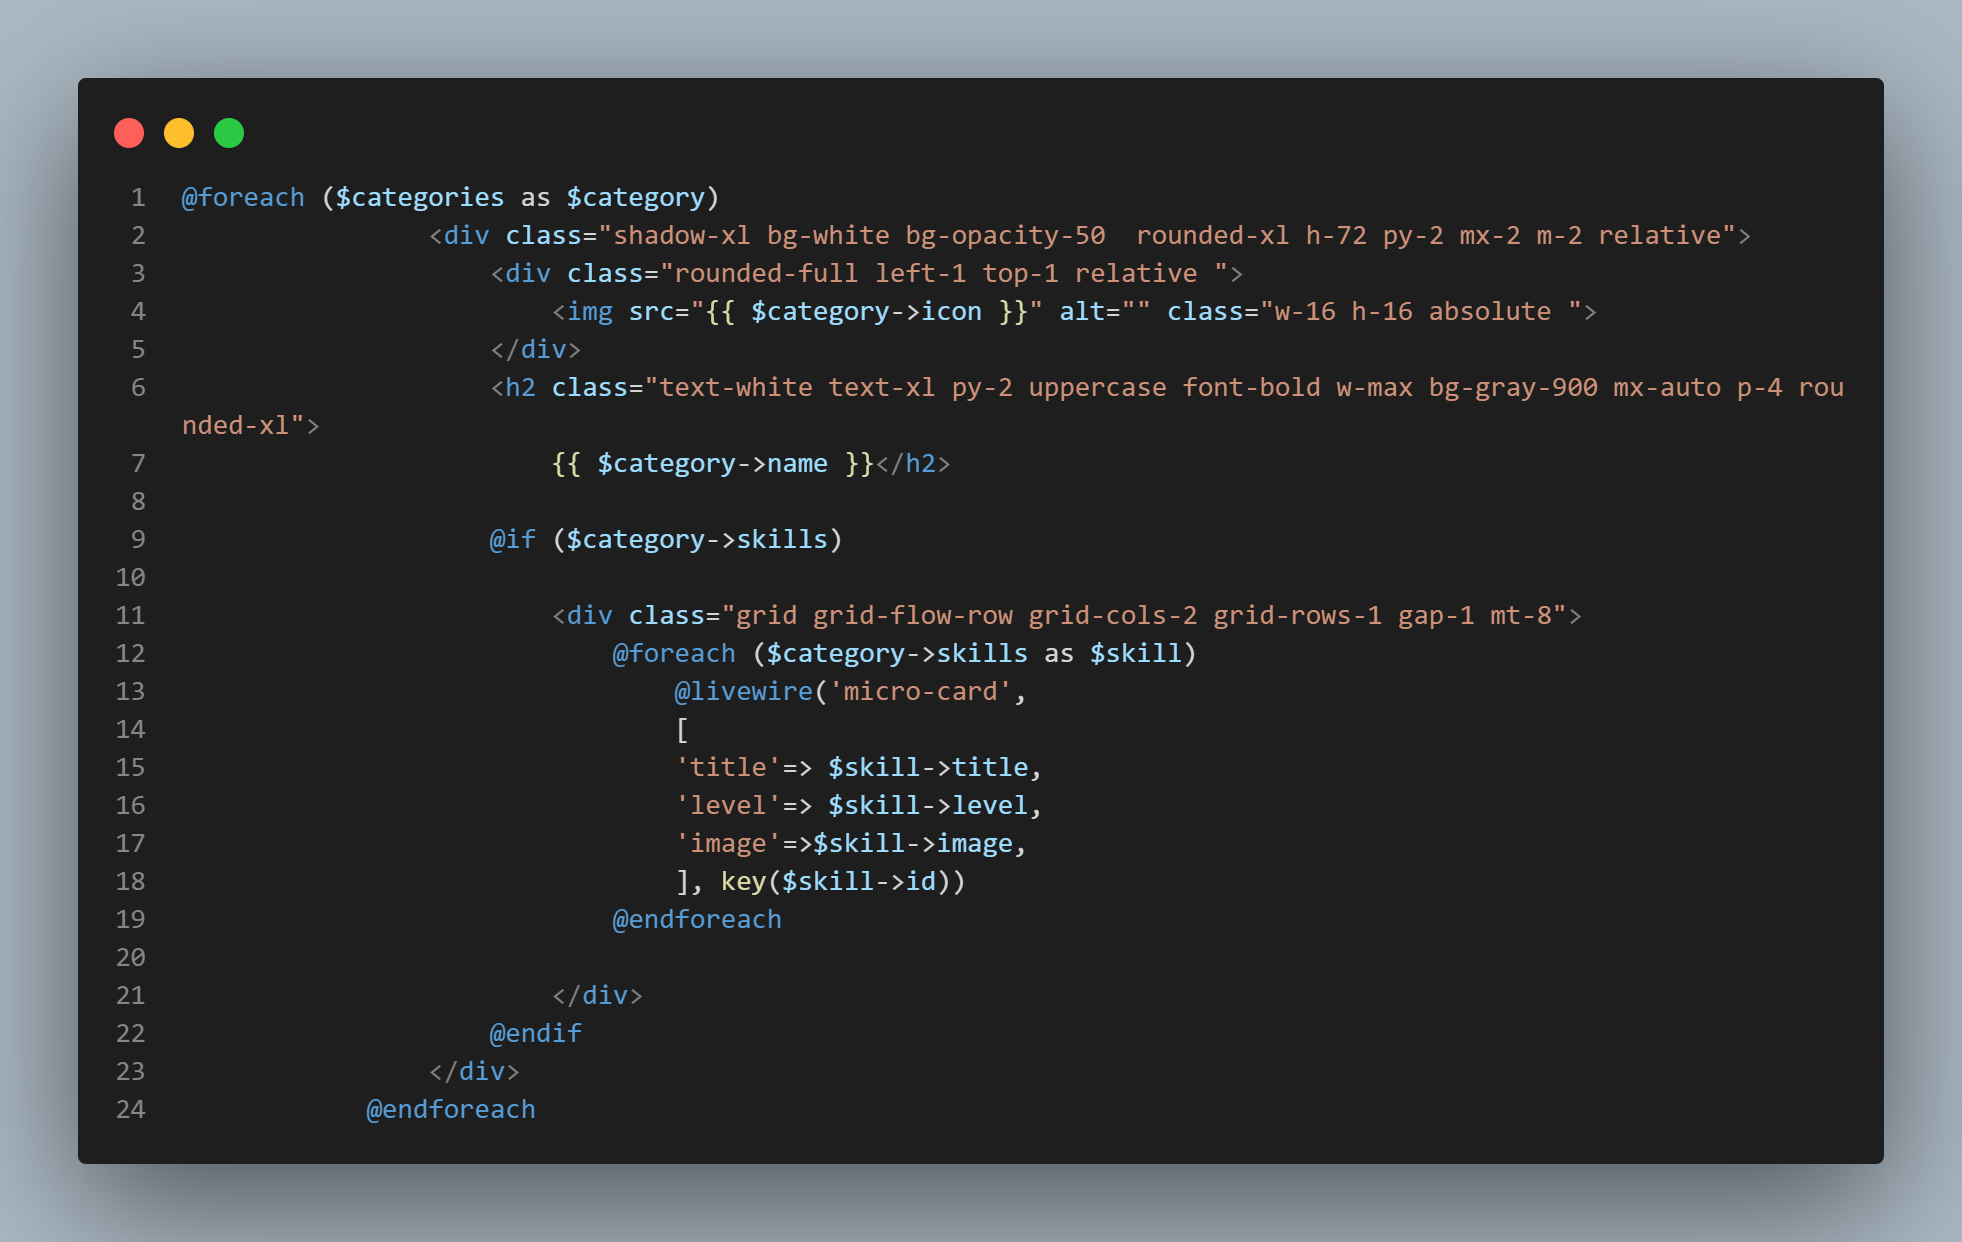 1 @foreach ($categories as $category)
2 <div class="shadow-xl bg-white bg-opacity-50  rounded-xl h-72 py-2 mx-2 m-2 relative">
3 <div class="rounded-full left-1 top-1 relative ">
4 <img src="{{ $category->icon }}" alt="" class="w-16 h-16 absolute ">
5 </div>
6 <h2 class="text-white text-xl py-2 uppercase font-bold w-max bg-gray-900 mx-auto p-4 rou
nded-xl">
7 {{ $category->name }}</h2>
8
9 @if ($category->skills)
10
11 <div class="grid grid-flow-row grid-cols-2 grid-rows-1 gap-1 mt-8">
12 @foreach ($category->skills as $skill)
13 @livewire('micro-card',
14 [
15 'title'=> $skill->title,
16 'level'=> $skill->level,
17 'image'=>$skill->image,
18 ], key($skill->id))
19 @endforeach
20
21 </div>
22 @endif
23 </div>
24 @endforeach